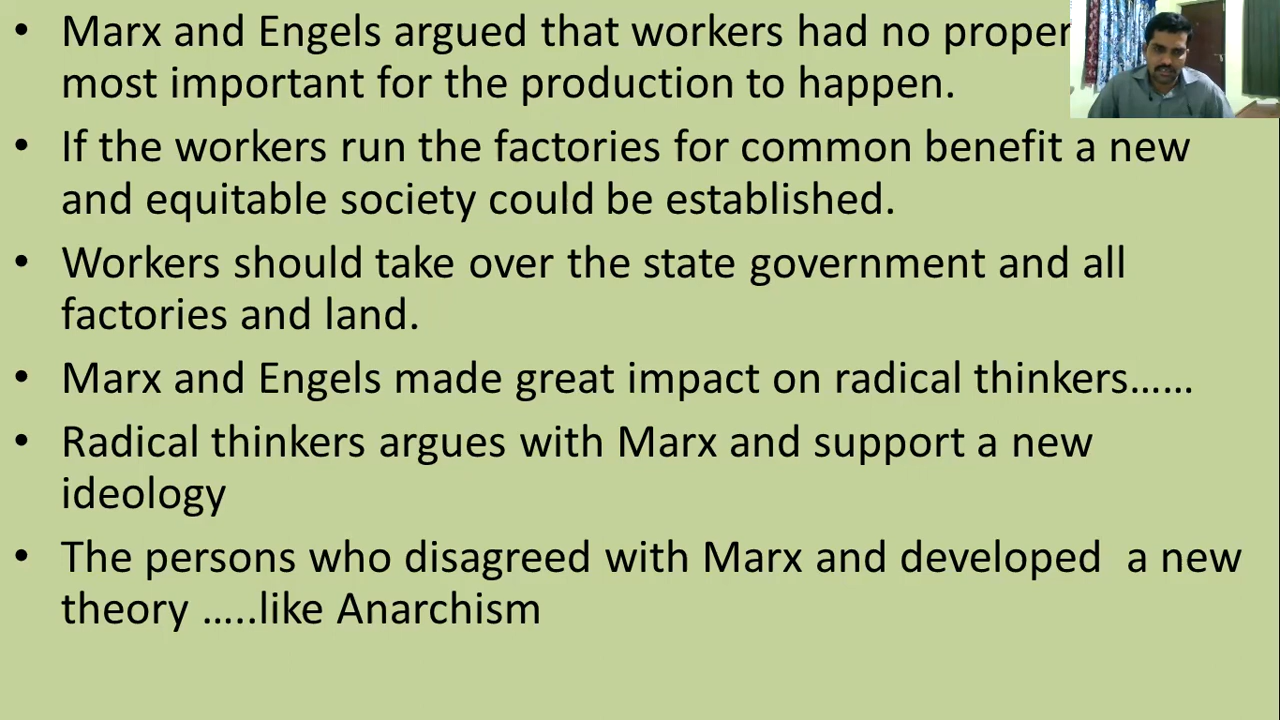 • Marx and Engels argued that workers had no
most important for the production to happen.
• If the workers run the factories for common benefit a new
and equitable society could be established.
• Workers should take over the state government and all
factories and land.
• Marx and Engels made great impact on radical thinkers……
• Radical thinkers argues with Marx and support a new
ideology
• The persons who disagreed with Marx and developed  a new
theory …..like Anarchism